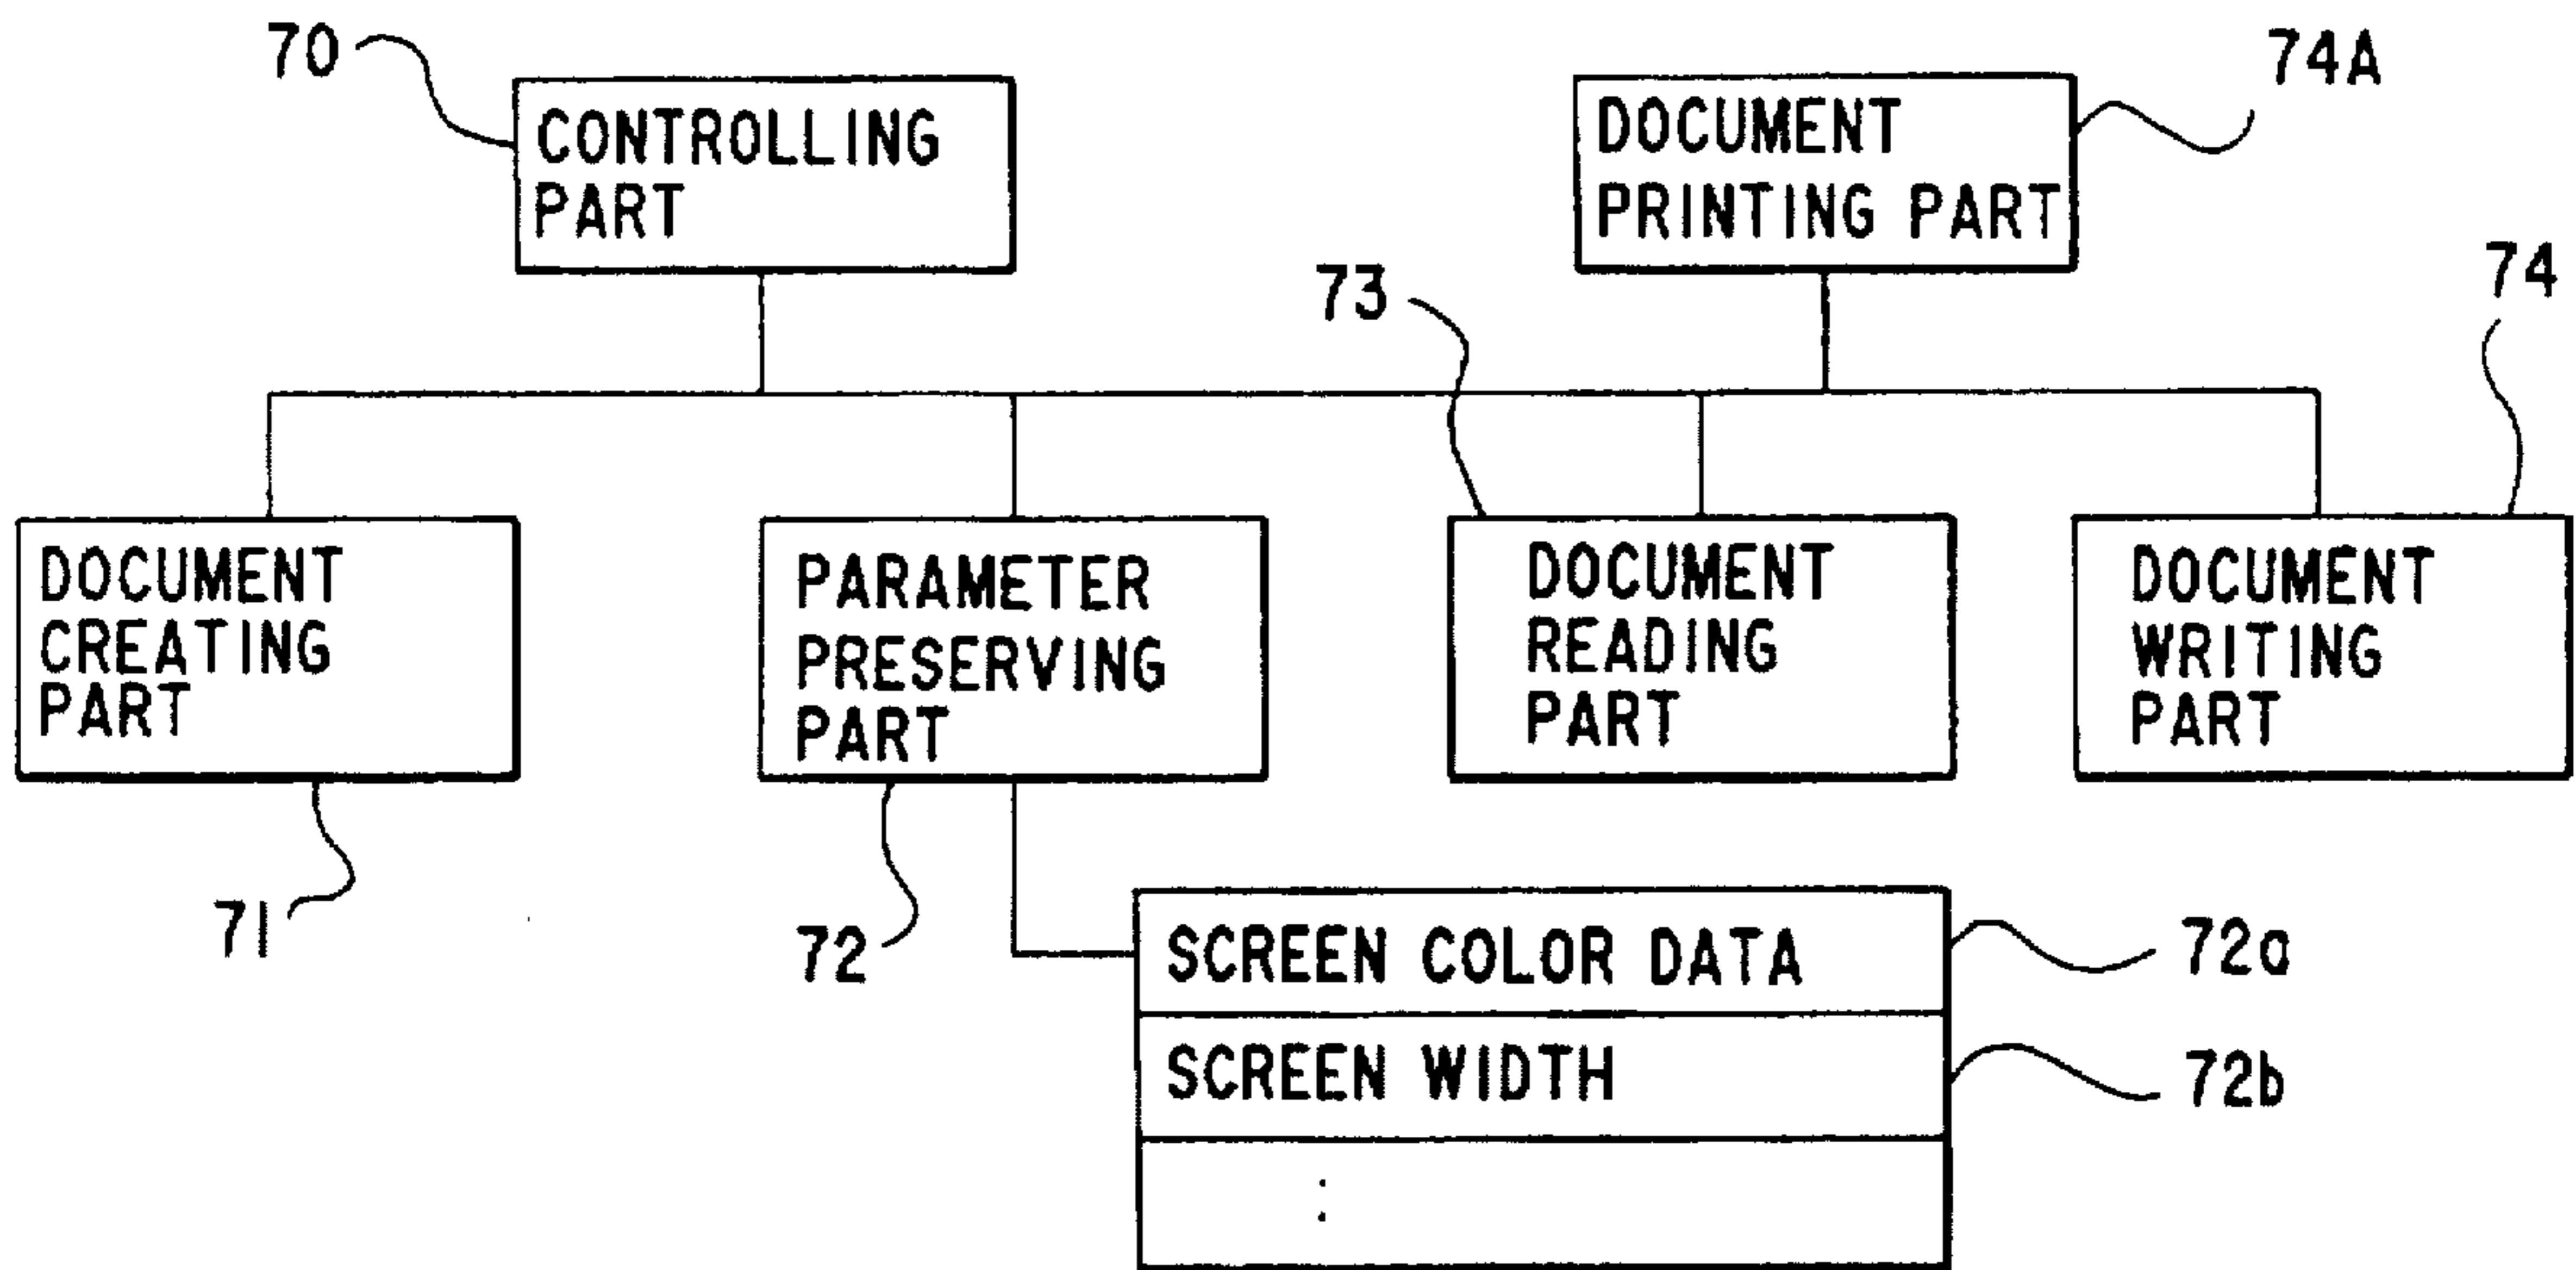 70
CONTROLLING
PART
74A
DOCUMENT
PRINTING PART
73
74
DOCUMENT
CREATING
PART
71
PARAMETER
PRESERVING
PART
72
DOCUMENT
READING
PART
DOCUMENT
WRITING
PART
SCREEN COLOR DATA
72a
SCREEN WIDTH
72b
: